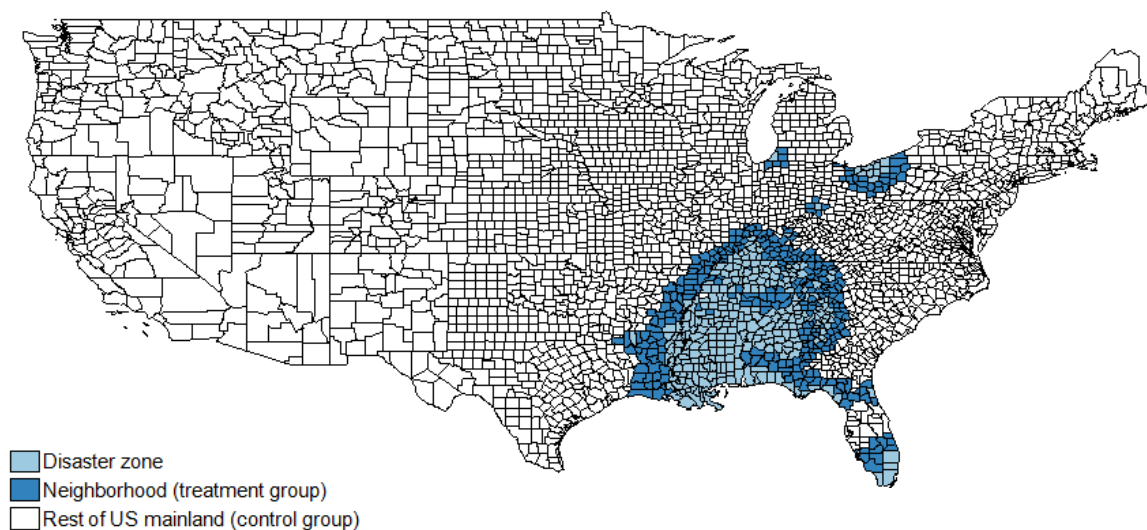 Disaster zone
Neighborhood (treatment group)
Rest of US mainland (control group)